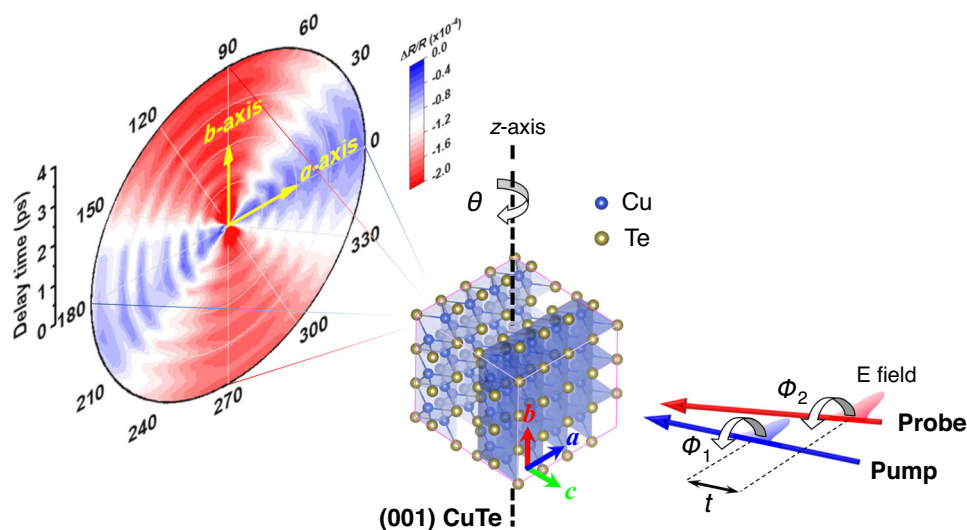 90
60
30
0
330
300
270
240
210
180
150
120
b-axis
a-axis
ΔR/R (x10⁻⁴)
0.0
-0.4
-0.8
-1.2
-1.6
-2.0
Delay time (ps)
4
3
2
1
0
z-axis
θ
Cu
Te
b
a
c
(001) CuTe
E field
Φ₂
Probe
Φ₁
Pump
t